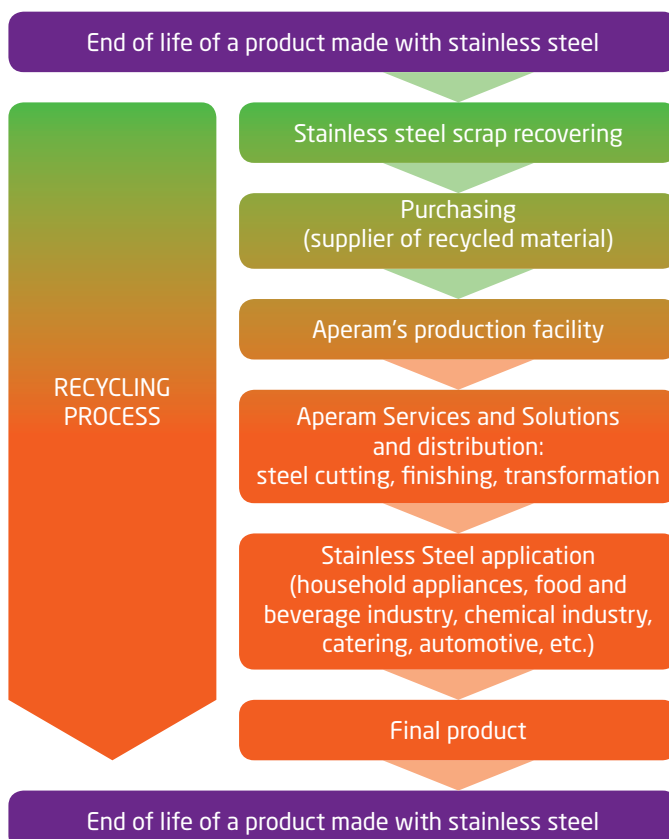 End of life of a product made with stainless steel
Stainless steel scrap recovering
Purchasing
(supplier of recycled material)
Aperam's production facility
RECYCLING
PROCESS
Aperam Services and Solutions
and distribution:
steel cutting, finishing, transformation
Stainless Steel application
(household appliances, food and
beverage industry, chemical industry,
catering, automotive, etc.)
Final product
End of life of a product made with stainless steel